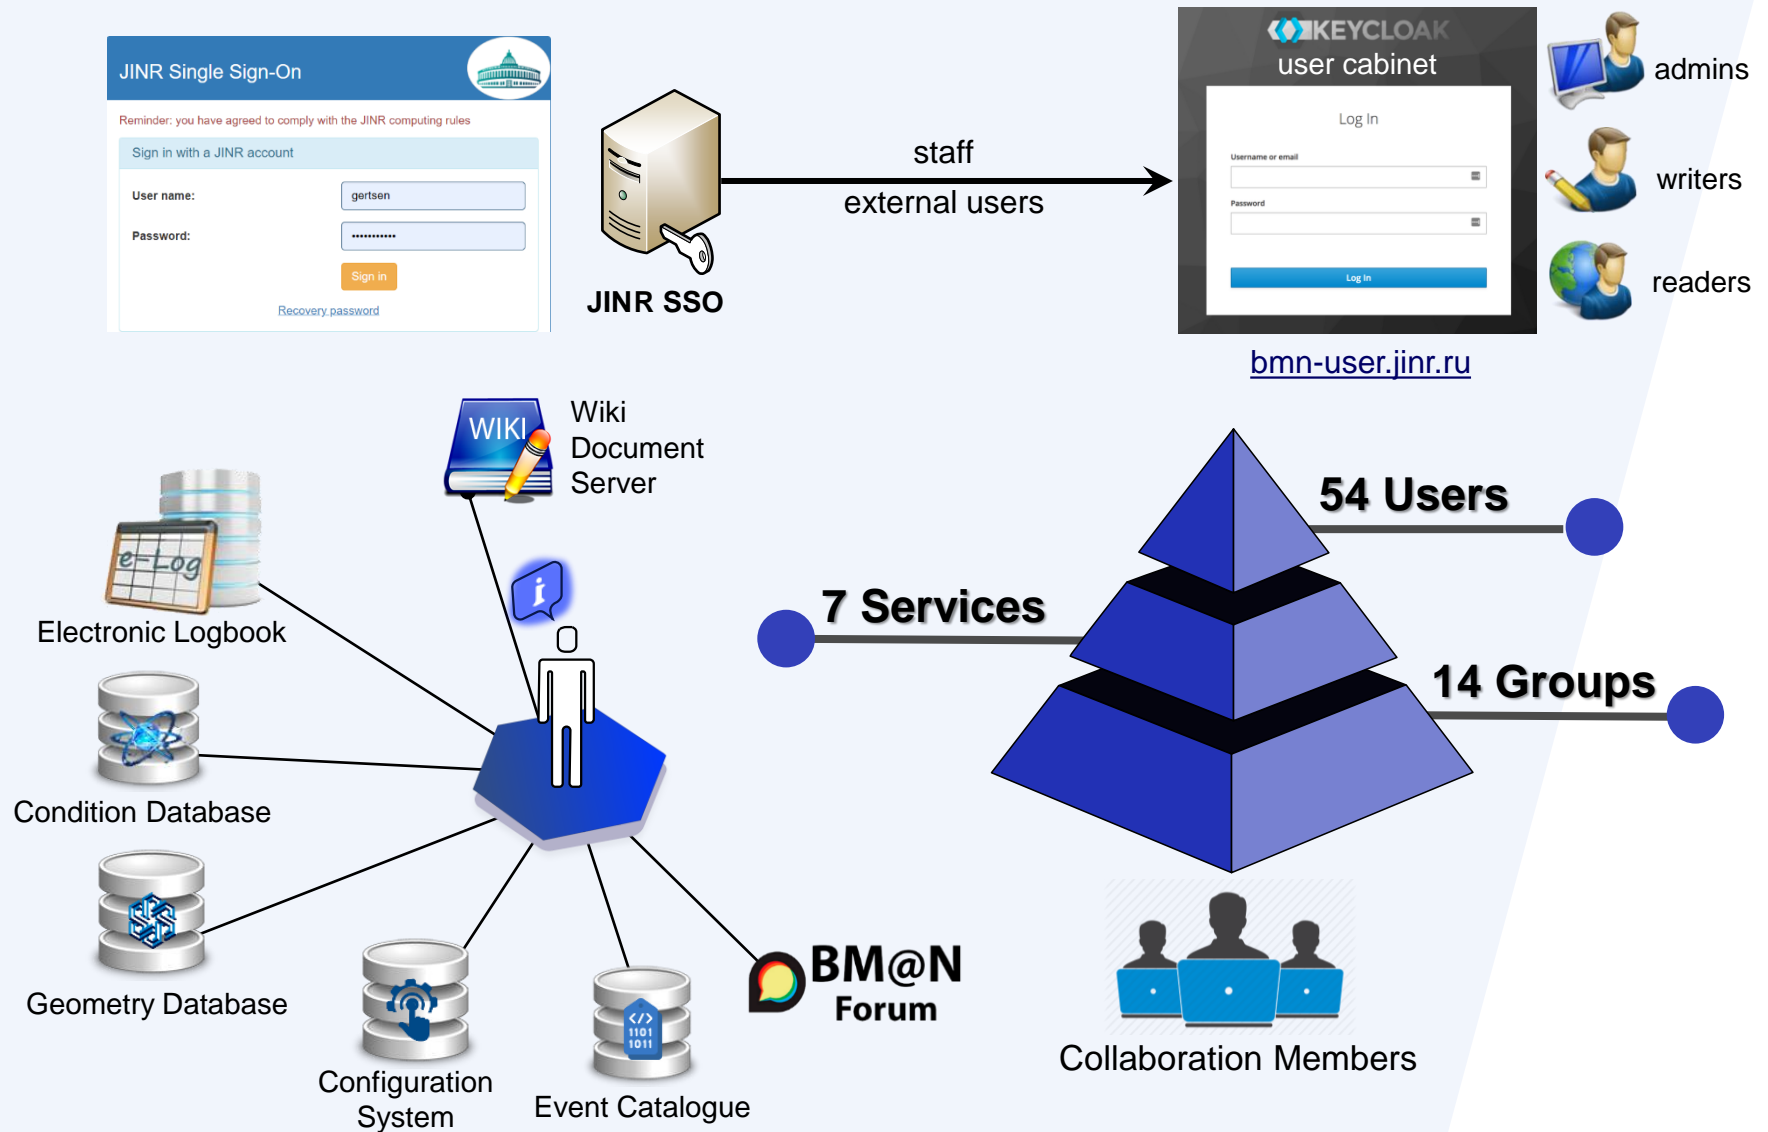 JINR Single Sign-On
Reminder: you have agreed to comply with the JINR computing rules
Sign in with a JINR account
User name:
gertsen
Password:
•••••••••••
Sign in
Recovery password
JINR SSO
staff
external users
KEYCLOAK
user cabinet
Log In
Username or email
Password
Log In
bmn-user.jinr.ru
admins
writers
readers
WIKI
Wiki
Document
Server
e-Log
Electronic Logbook
i
Condition Database
Geometry Database
Configuration
System
</>
1101
1011
Event Catalogue
BM@N
Forum
54 Users
7 Services
14 Groups
Collaboration Members